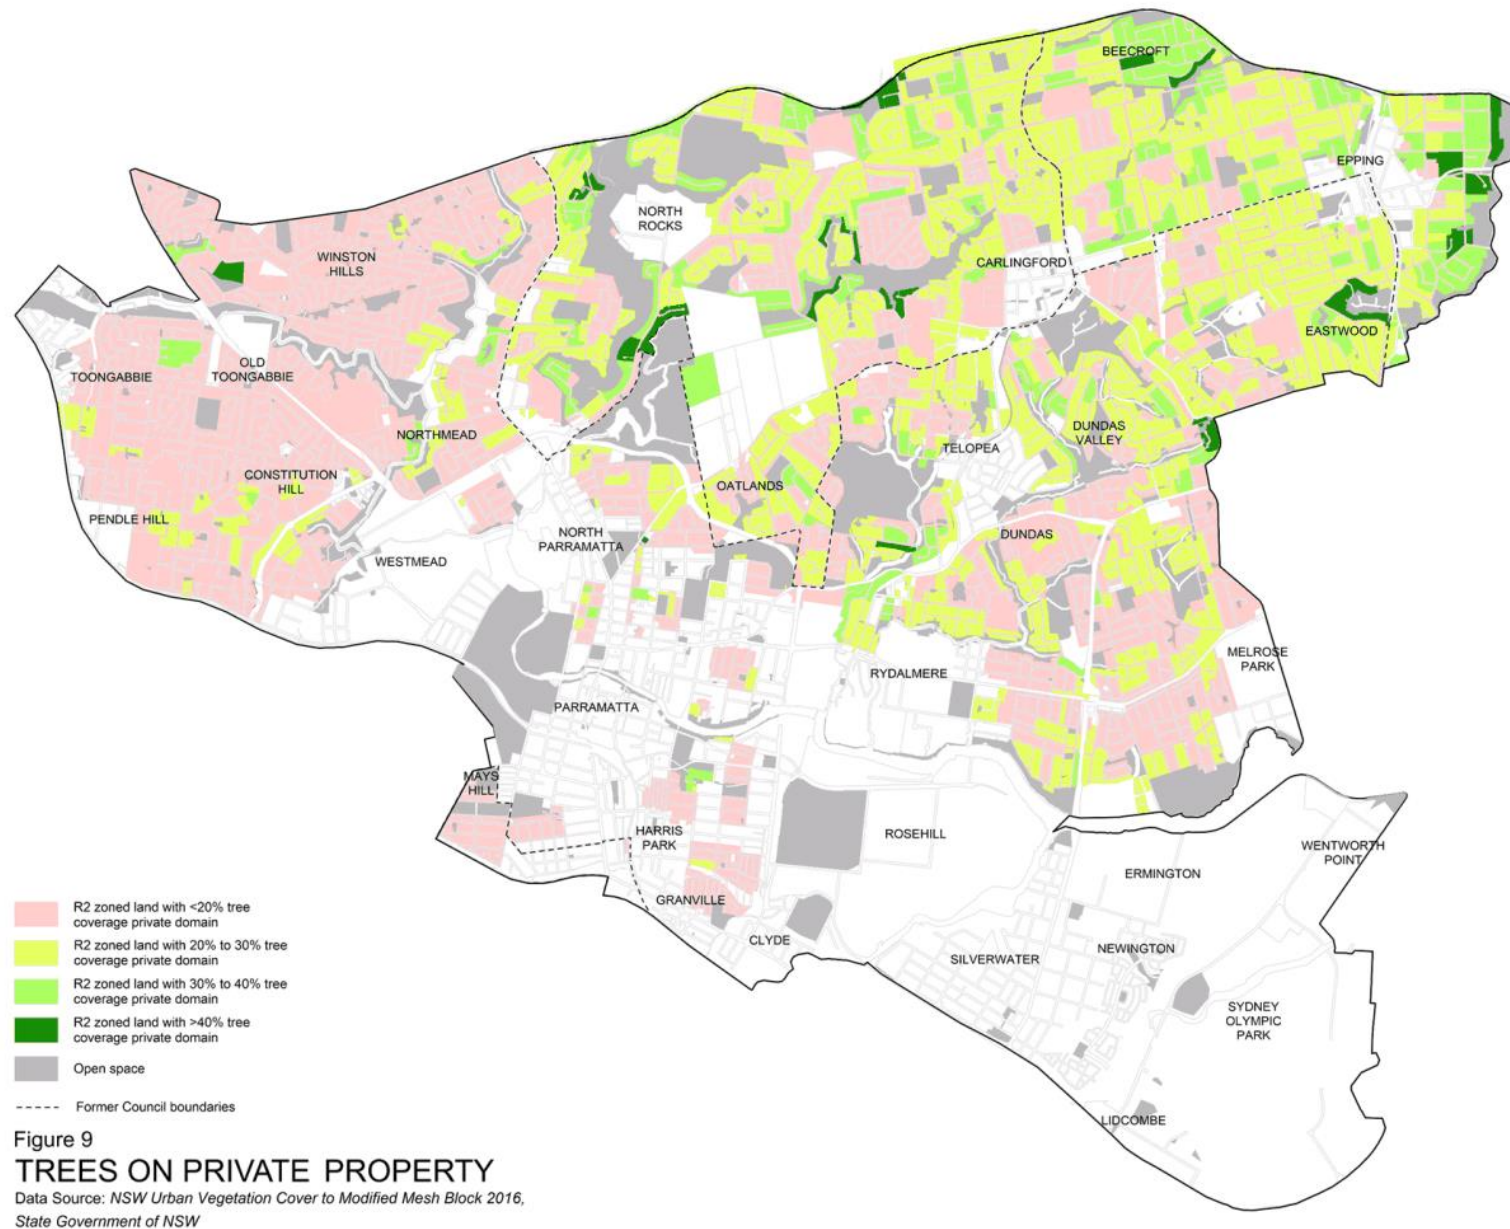 BEECROFT
EPPING
NORTH
ROCKS
WINSTON
HILLS
CARLINGFORD
EASTWOOD
TOONGABBIE
OLD
TOONGABBIE
NORTHMEAD
DUNDAS
VALLEY
TELOPEA
CONSTITUTION
HILL
OATLANDS
PENDLE HILL
NORTH
PARRAMATTA
DUNDAS
WESTMEAD
MELROSE
PARK
RYDALMERE
PARRAMATTA
MAYS
HILL
HARRIS
PARK
ROSEHILL
WENTWORTH
POINT
ERMINGTON
GRANVILLE
CLYDE
SILVERWATER
NEWINGTON
SYDNEY
OLYMPIC
PARK
LIDCOMBE
R2 zoned land with <20% tree
coverage private domain
R2 zoned land with 20% to 30% tree
coverage private domain
R2 zoned land with 30% to 40% tree
coverage private domain
R2 zoned land with >40% tree
coverage private domain
Open space
Former Council boundaries
Figure 9
TREES ON PRIVATE PROPERTY
Data Source: NSW Urban Vegetation Cover to Modified Mesh Block 2016,
State Government of NSW